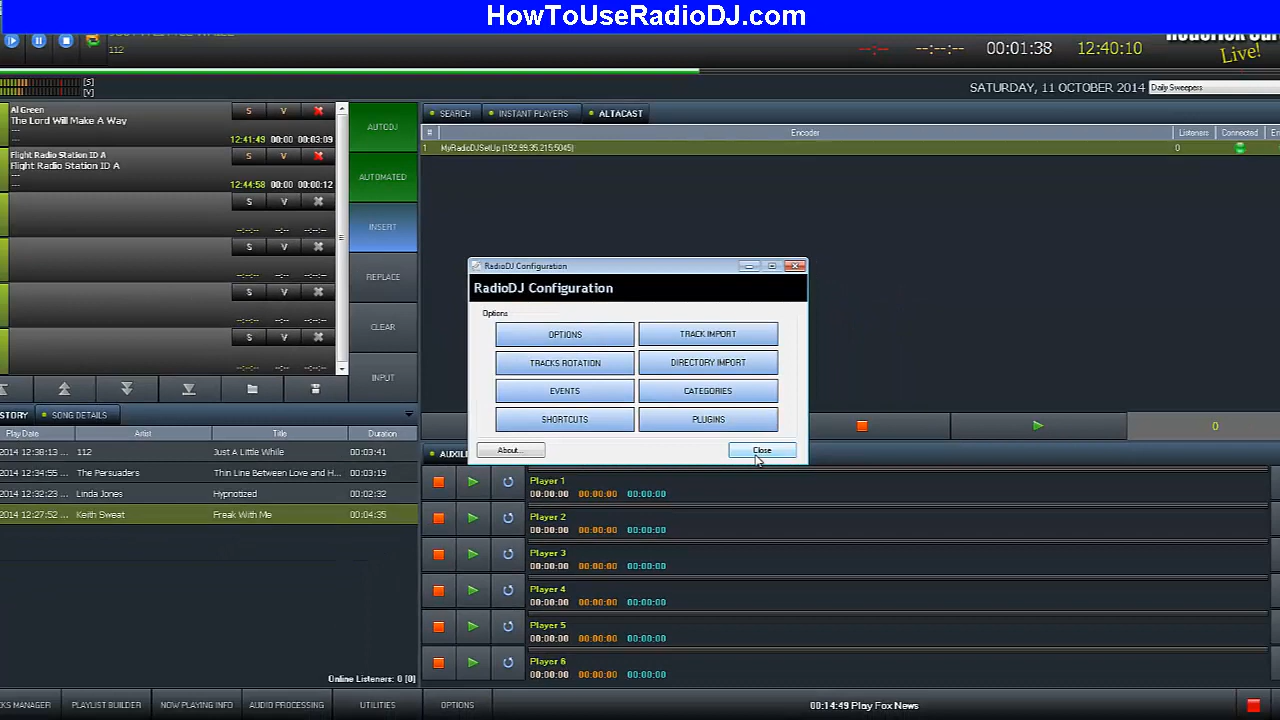 HowToUseRadioDJ.com
112
--:--
--:--:--
00:01:38
12:40:10
Live!
[S]
[V]
SATURDAY, 11 OCTOBER 2014
Daily Sweepers
Al Green
The Lord Will Make A Way
---
S
V
12:41:49 00:00 00:03:09
Flight Radio Station ID A
Flight Radio Station ID A
---
S
V
12:44:58 00:00 00:00:12
S
V
--:--:-- --:-- --:--:--
S
V
--:--:-- --:-- --:--:--
S
V
--:--:-- --:-- --:--:--
S
V
--:--:-- --:-- --:--:--
AUTODJ
AUTOMATED
INSERT
REPLACE
CLEAR
INPUT
SEARCH
INSTANT PLAYERS
ALTACAST
#
Encoder
Listeners
Connected
1
MyRadioDJSetUp [192.99.35.215:5045]
0
RadioDJ Configuration
RadioDJ Configuration
Options
OPTIONS
TRACK IMPORT
TRACKS ROTATION
DIRECTORY IMPORT
EVENTS
CATEGORIES
SHORTCUTS
PLUGINS
About...
Close
0
SONG DETAILS
Play Date
Artist
Title
Duration
2014 12:38:13 ...
112
Just A Little While
00:03:41
2014 12:34:55 ...
The Persuaders
Thin Line Between Love and H...
00:03:19
2014 12:32:23 ...
Linda Jones
Hypnotized
00:02:32
2014 12:27:52 ...
Keith Sweat
Freak With Me
00:04:35
Online Listeners: 0 [0]
Player 1
00:00:00 00:00:00 00:00:00
Player 2
00:00:00 00:00:00 00:00:00
Player 3
00:00:00 00:00:00 00:00:00
Player 4
00:00:00 00:00:00 00:00:00
Player 5
00:00:00 00:00:00 00:00:00
Player 6
00:00:00 00:00:00 00:00:00
MANAGER
PLAYLIST BUILDER
NOW PLAYING INFO
AUDIO PROCESSING
UTILITIES
OPTIONS
00:14:49 Play Fox News